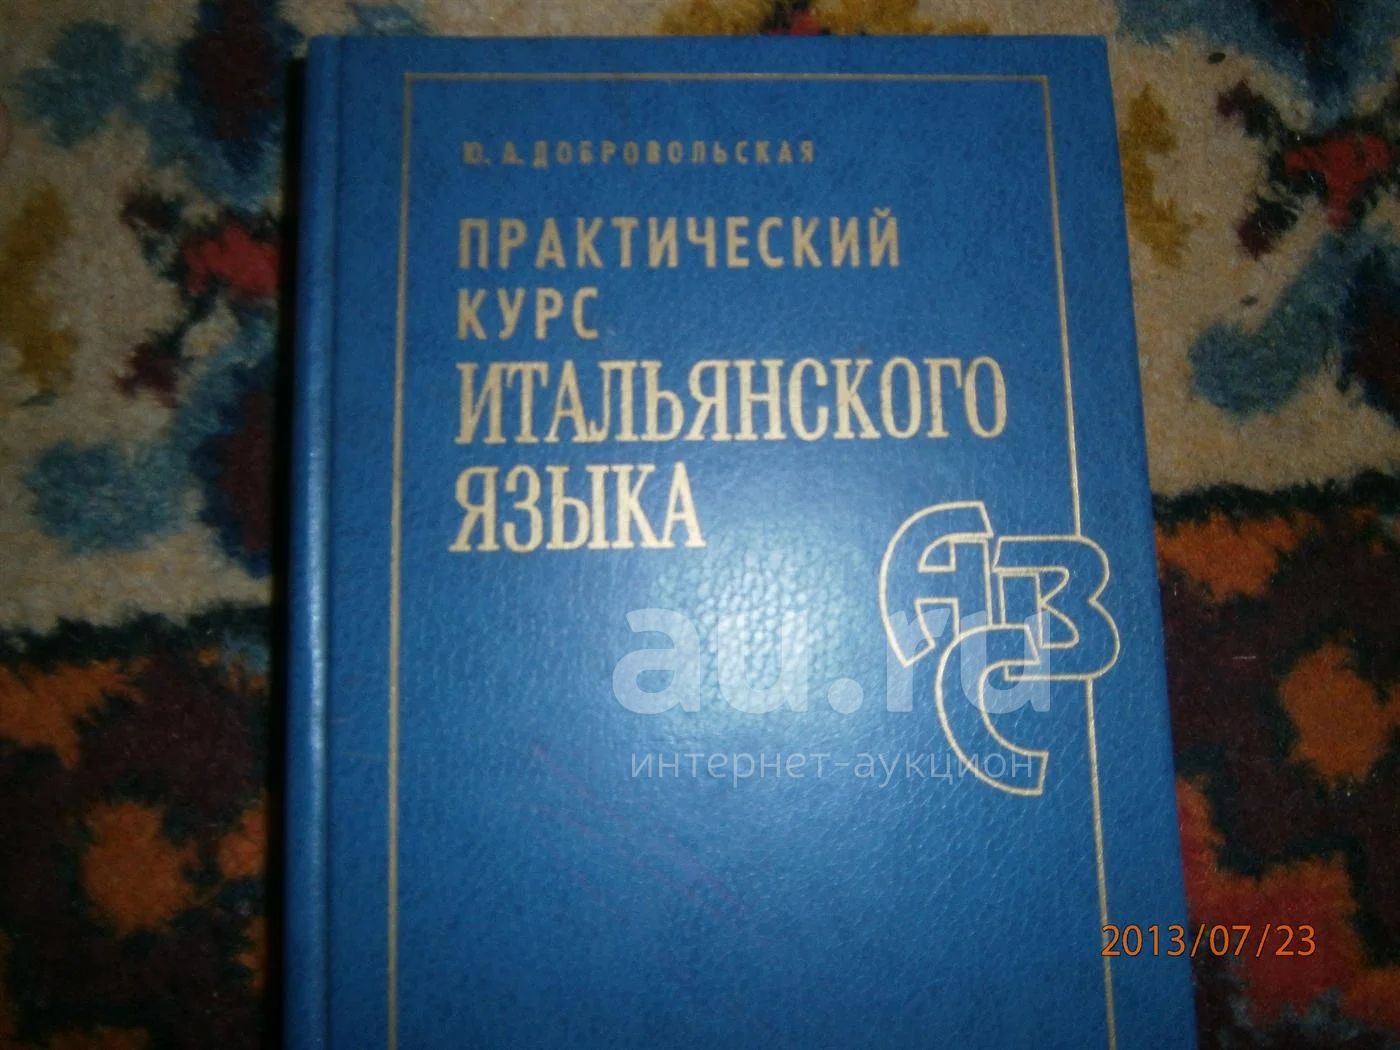 Ю. А. ДОБРОВОЛЬСКАЯ
ПРАКТИЧЕСКИЙ
КУРС
ИТАЛЬЯНСКОГО
ЯЗЫКА
ABC
au.ru
интернет-аукцион
2013/07/23